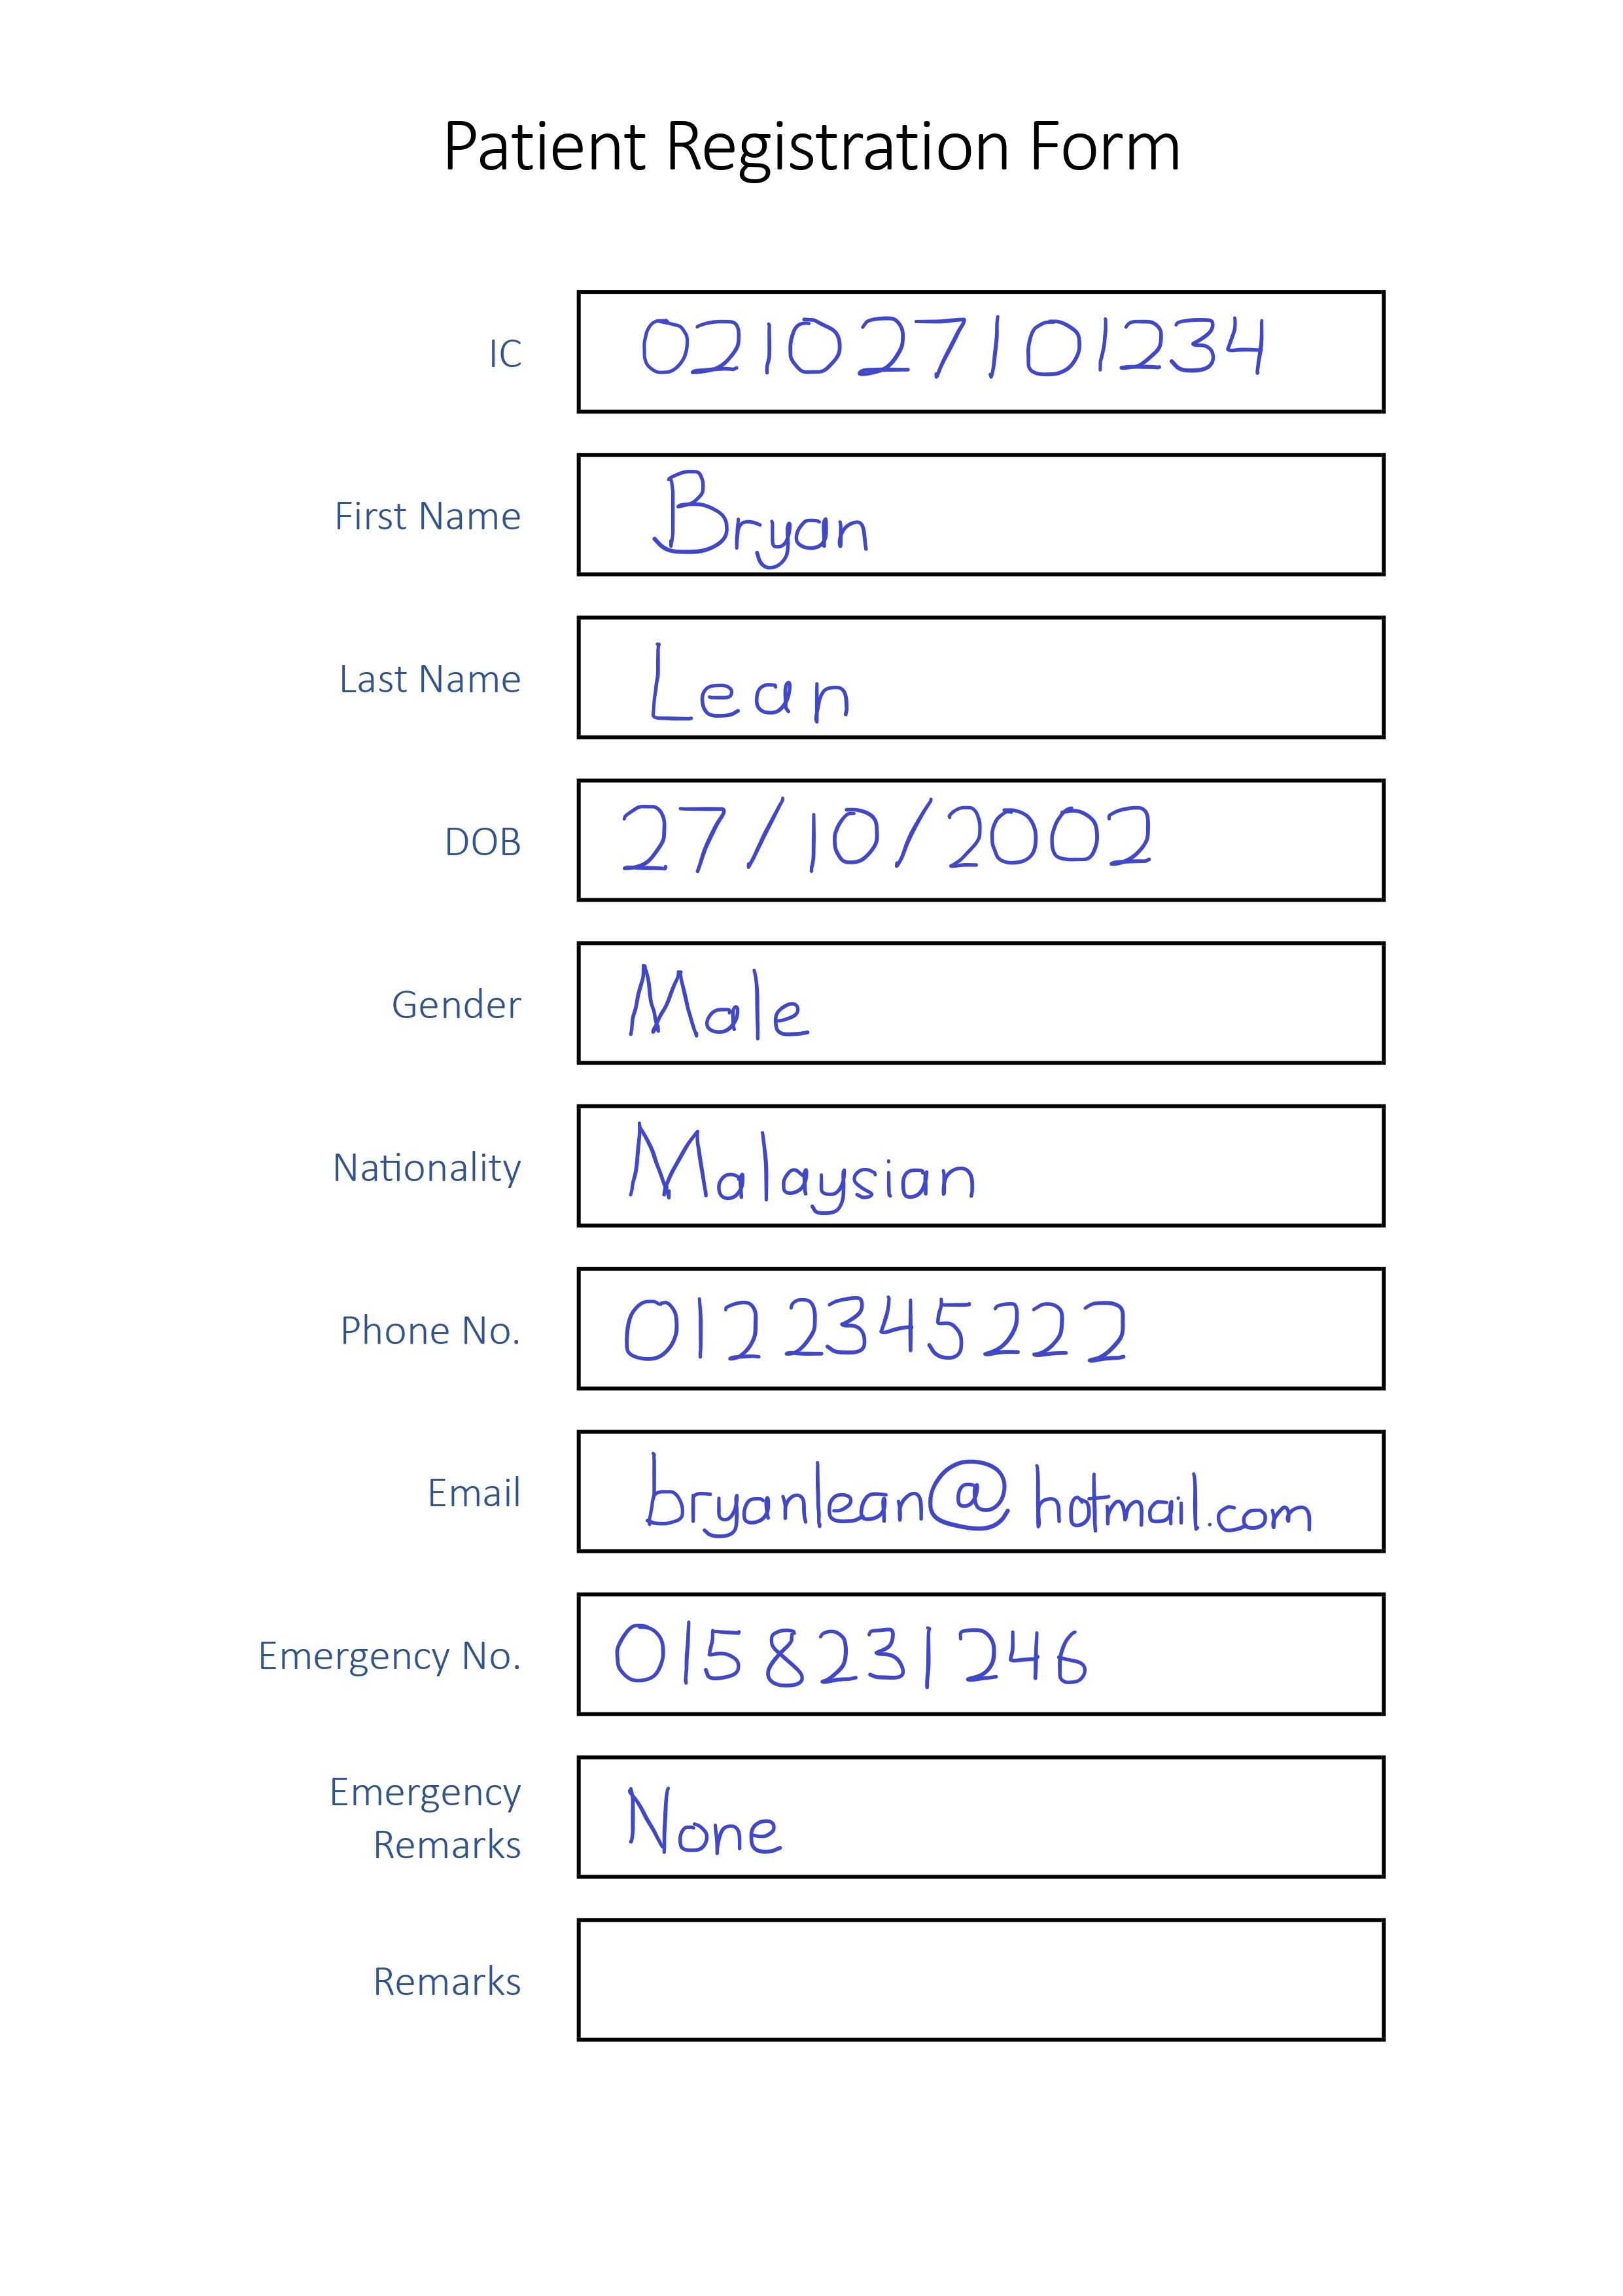 Patient Registration Form
IC 021027101234
First Name Bryan
Last Name Lean
DOB 27/10/2002
Gender Male
Nationality Malaysian
Phone No. 0122345222
Email bryanlean@hotmail.com
Emergency No. 0158231246
Emergency
Remarks None
Remarks